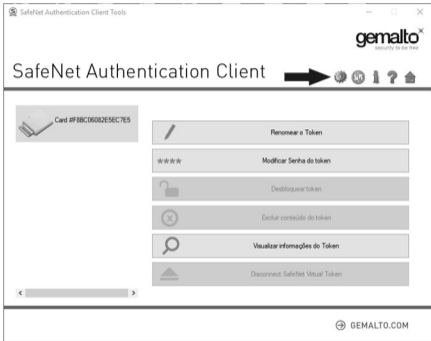 SafeNet Authentication Client Tools
gemalto
security to be free
SafeNet Authentication Client
Card #F8BC06082E5EC7E5
Renomear o Token
**** Modificar Senha do token
Desbloquear token
Excluir conteúdo do token
Visualizar informações do Token
Disconnect SafeNet Virtual Token
GEMALTO.COM